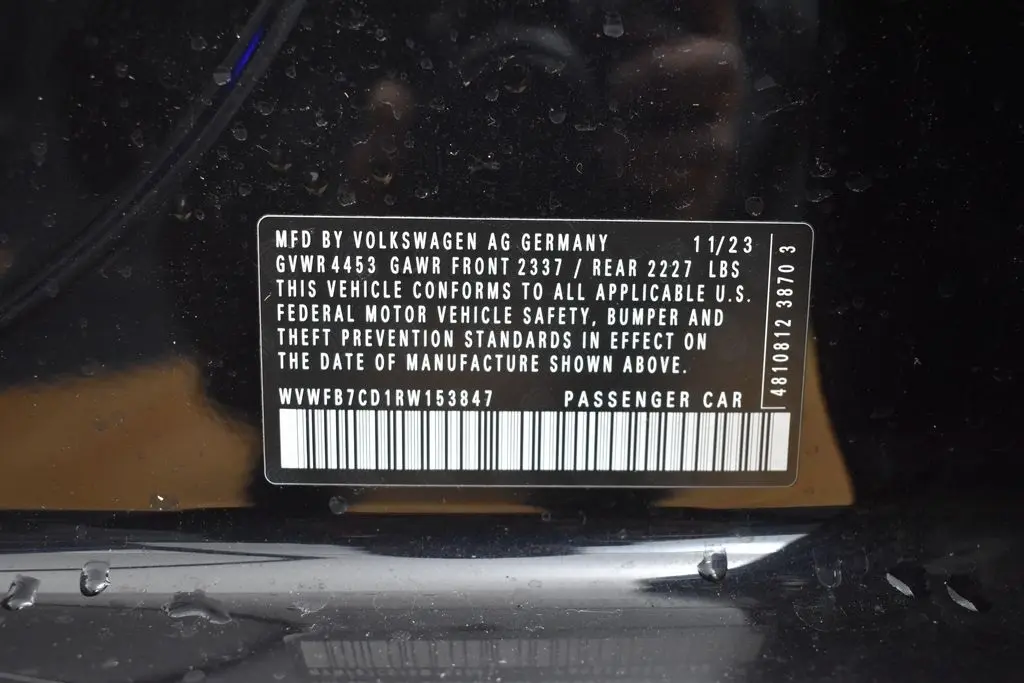 MFD BY VOLKSWAGEN AG GERMANY 11/23
GVWR 4453 GAWR FRONT 2337 / REAR 2227 LBS
THIS VEHICLE CONFORMS TO ALL APPLICABLE U.S.
FEDERAL MOTOR VEHICLE SAFETY, BUMPER AND
THEFT PREVENTION STANDARDS IN EFFECT ON
THE DATE OF MANUFACTURE SHOWN ABOVE.
WVWFB7CD1RW153847 PASSENGER CAR
4810812 3870 3